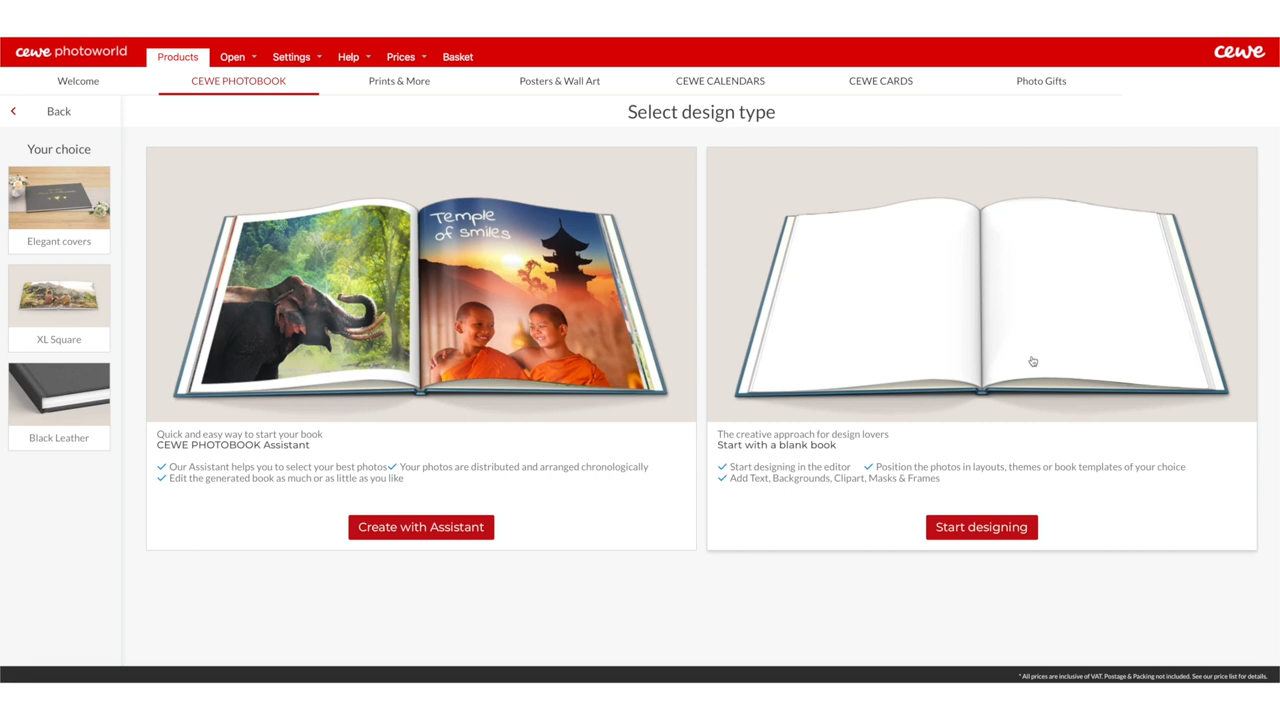 cewe photoworld
Products Open Settings Help Prices Basket
cewe
Welcome CEWE PHOTOBOOK Prints & More Posters & Wall Art CEWE CALENDARS CEWE CARDS Photo Gifts
Back
Select design type
Your choice
Elegant covers
XL Square
Black Leather
Temple
of smiles
Quick and easy way to start your book
CEWE PHOTOBOOK Assistant
Our Assistant helps you to select your best photos Your photos are distributed and arranged chronologically
Edit the generated book as much or as little as you like
Create with Assistant
The creative approach for design lovers
Start with a blank book
Start designing in the editor Position the photos in layouts, themes or book templates of your choice
Add Text, Backgrounds, Clipart, Masks & Frames
Start designing
* All prices are inclusive of VAT. Postage & Packing not included. See our price list for details.